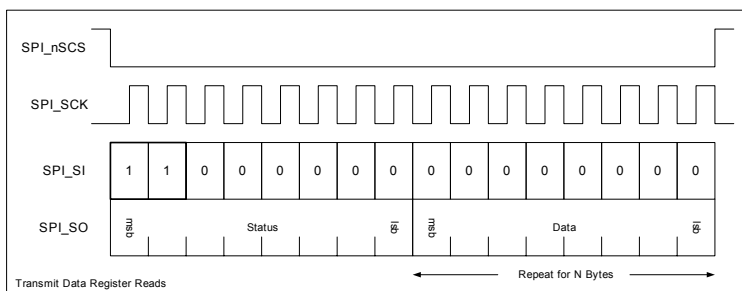 SPI_nSCS
SPI_SCK
SPI_SI 1 1 0 0 0 0 0 0 0 0 0 0 0 0 0 0
SPI_SO msb Status lsb msb Data lsb
Transmit Data Register Reads Repeat for N Bytes